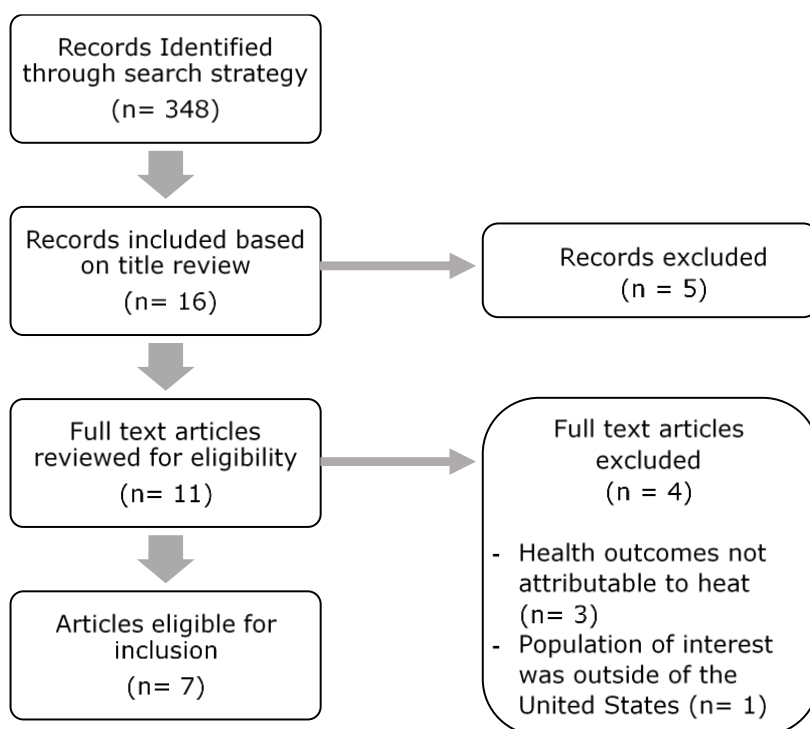 Records Identified
through search strategy
(n= 348)
Records included based
on title review
(n= 16)
Records excluded
(n = 5)
Full text articles
reviewed for eligibility
(n= 11)
Full text articles
excluded
(n = 4)
- Health outcomes not
attributable to heat
(n= 3)
- Population of interest
was outside of the
United States (n= 1)
Articles eligible for
inclusion
(n= 7)